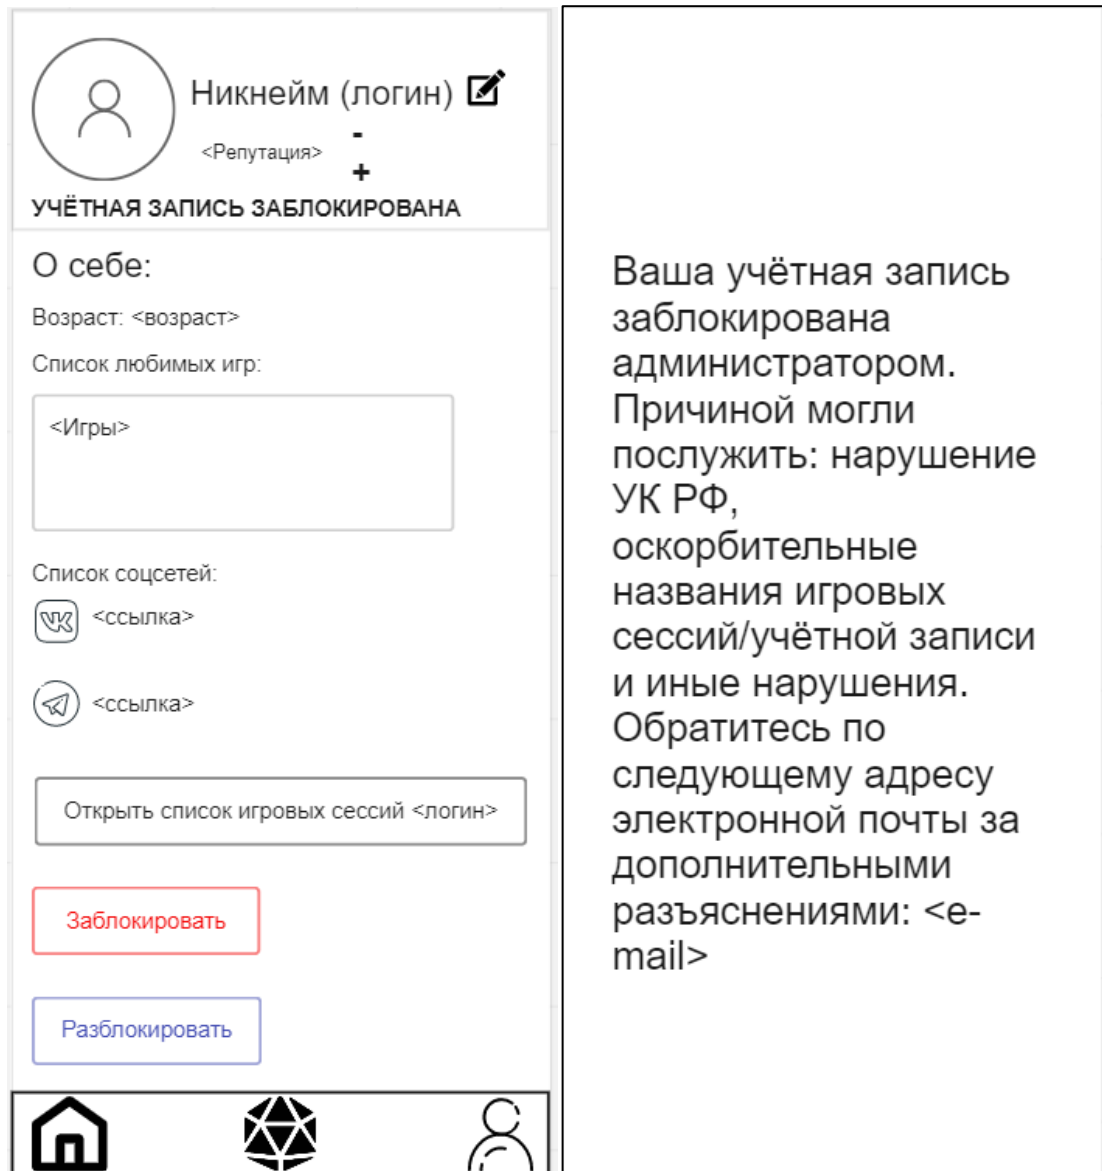 Никнейм (логин)
<Репутация>
-
+
УЧЁТНАЯ ЗАПИСЬ ЗАБЛОКИРОВАНА
О себе:
Возраст: <возраст>
Список любимых игр:
<Игры>
Список соцсетей:
<ссылка>
<ссылка>
Открыть список игровых сессий <логин>
Заблокировать
Разблокировать
Ваша учётная запись
заблокирована
администратором.
Причиной могли
послужить: нарушение
УК РФ,
оскорбительные
названия игровых
сессий/учётной записи
и иные нарушения.
Обратитесь по
следующему адресу
электронной почты за
дополнительными
разъяснениями: <e-
mail>